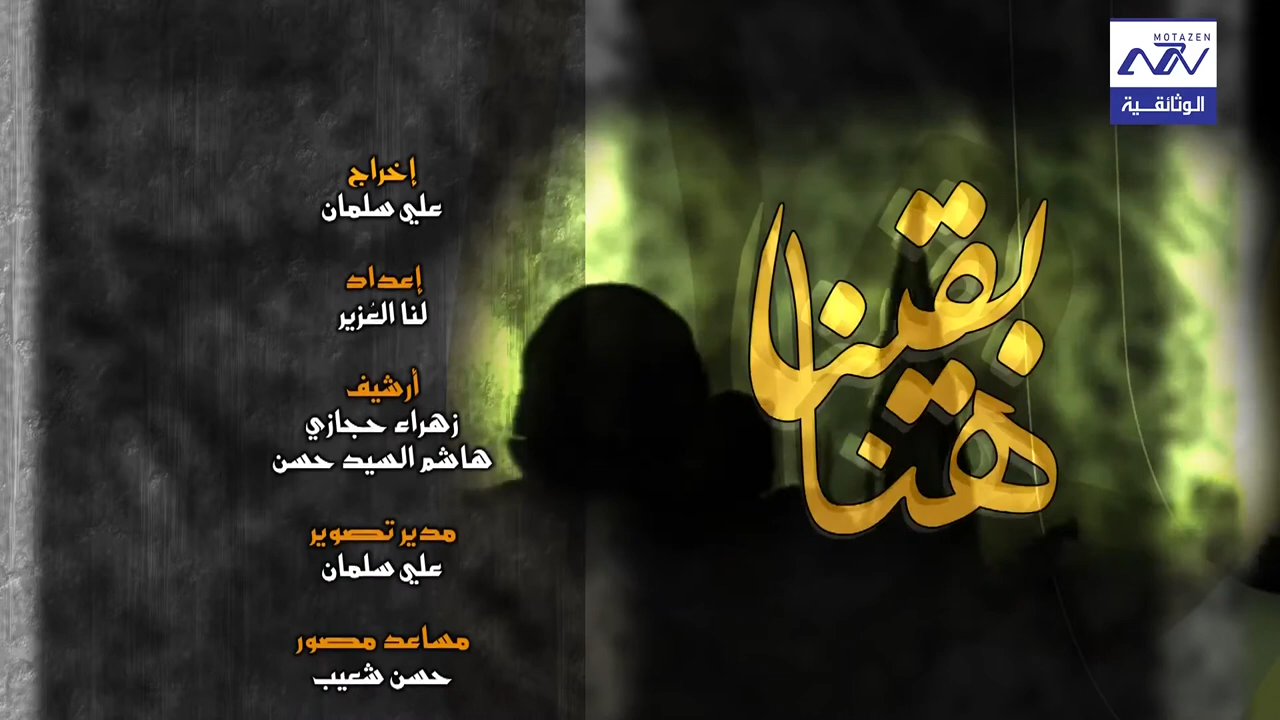 MOTAZEN
الوثائقية
بقينا
هنا
إخراج
علي سلمان
إعداد
لنا العُزير
أرشيف
زهراء حجازي
هاشم السيد حسن
مدير تصوير
علي سلمان
مساعد مصور
حسن شعيب